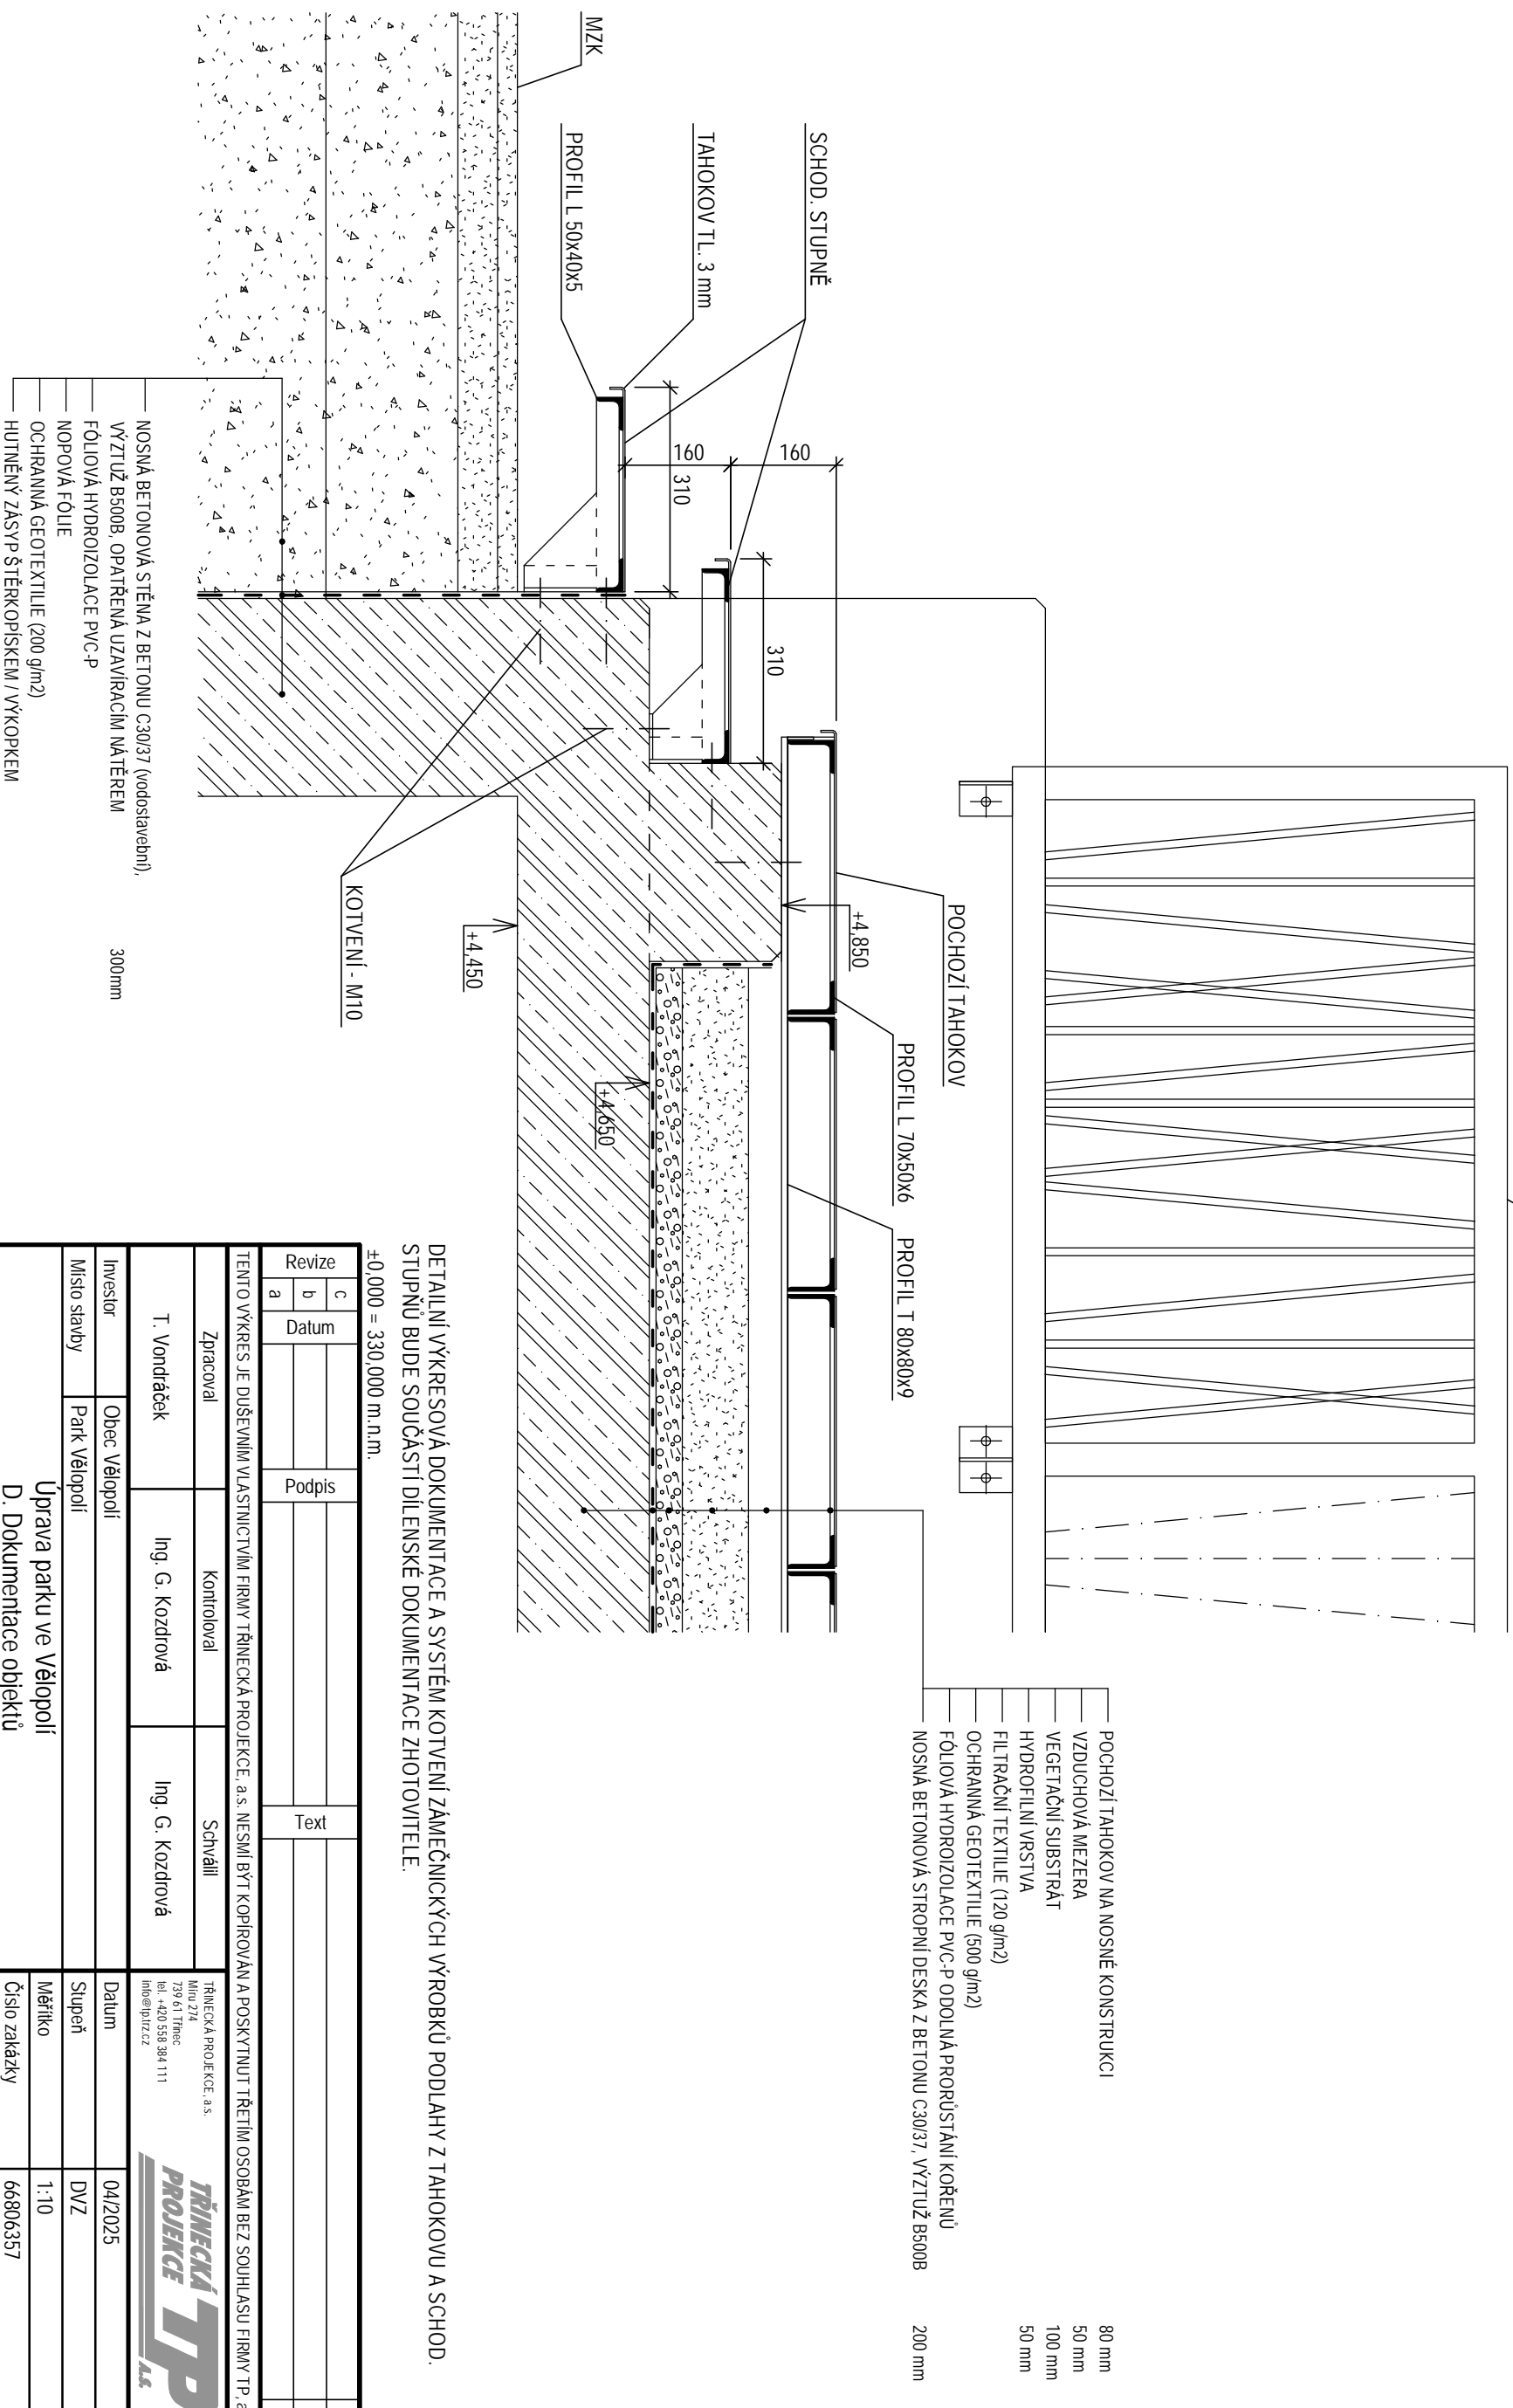 MZK
SCHOD. STUPNĚ
TAHOKOV TL. 3 mm
PROFIL L 50x40x5
160
160
310
310
POCHOZÍ TAHOKOV
+4,850
PROFIL L 70x50x6
PROFIL T 80x80x9
+4,650
+4,450
KOTVENÍ - M10
NOSNÁ BETONOVÁ STĚNA Z BETONU C30/37 (vodostavební),
VÝZTUŽ B500B, OPATŘENÁ UZAVÍRACÍM NÁTĚREM 300mm
FÓLIOVÁ HYDROIZOLACE PVC-P
NOPOVÁ FÓLIE
OCHRANNÁ GEOTEXTILIE (200 g/m2)
HUTNĚNÝ ZÁSYP ŠTĚRKOPÍSKEM / VÝKOPKEM
POCHOZÍ TAHOKOV NA NOSNÉ KONSTRUKCI 80 mm
VZDUCHOVÁ MEZERA 50 mm
VEGETAČNÍ SUBSTRÁT 100 mm
HYDROFILNÍ VRSTVA 50 mm
FILTRAČNÍ TEXTILIE (120 g/m2)
OCHRANNÁ GEOTEXTILIE (500 g/m2)
FÓLIOVÁ HYDROIZOLACE PVC-P ODOLNÁ PRORŮSTÁNÍ KOŘENŮ
NOSNÁ BETONOVÁ STROPNÍ DESKA Z BETONU C30/37, VÝZTUŽ B500B 200 mm
DETAILNÍ VÝKRESOVÁ DOKUMENTACE A SYSTÉM KOTVENÍ ZÁMEČNICKÝCH VÝROBKŮ PODLAHY Z TAHOKOVU A SCHOD.
STUPŇŮ BUDE SOUČÁSTÍ DÍLENSKÉ DOKUMENTACE ZHOTOVITELE.
±0,000 = 330,000 m.n.m.
Revize
c
b
a
Datum
Podpis
Text
TENTO VÝKRES JE DUŠEVNÍM VLASTNICTVÍM FIRMY TŘINECKÁ PROJEKCE, a.s. NESMÍ BÝT KOPÍROVÁN A POSKYTNUT TŘETÍM OSOBÁM BEZ SOUHLASU FIRMY TP, a
Zpracoval
Kontroloval
Schválil
T. Vondráček
Ing. G. Kozdrová
Ing. G. Kozdrová
TŘINECKÁ PROJEKCE, a.s.
Míru 274
739 61 Třinec
tel. +420 558 384 111
info@tp.trz.cz
TŘINECKÁ
PROJEKCE
TP
A.S.
Investor
Obec Vělopolí
Místo stavby
Park Vělopolí
Úprava parku ve Vělopolí
D. Dokumentace objektů
Datum
04/2025
Stupeň
DVZ
Měřítko
1:10
Číslo zakázky
66806357